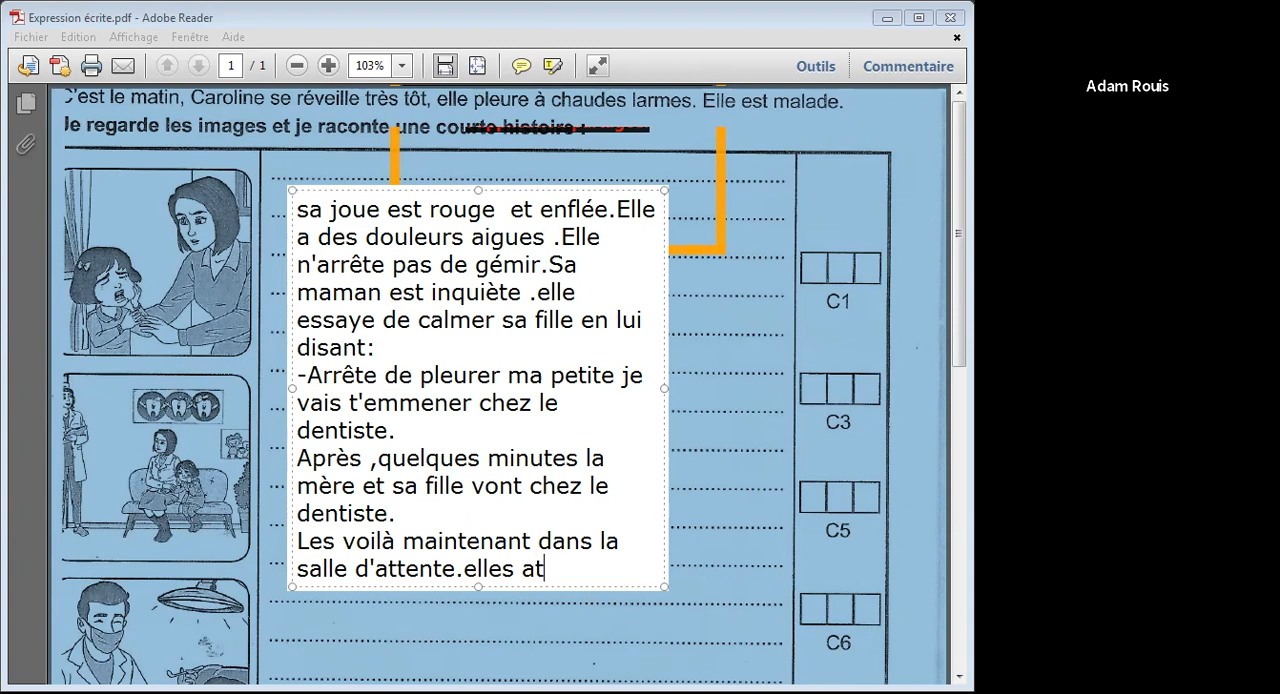 Expression écrite.pdf - Adobe Reader
Fichier Edition Affichage Fenêtre Aide
1 / 1 103% Outils Commentaire
Adam Rouis
C'est le matin, Caroline se réveille très tôt, elle pleure à chaudes larmes. Elle est malade.
Je regarde les images et je raconte une courte histoire :
sa joue est rouge et enflée.Elle
a des douleurs aigues .Elle
n'arrête pas de gémir.Sa
maman est inquiète .elle
essaye de calmer sa fille en lui
disant:
-Arrête de pleurer ma petite je
vais t'emmener chez le
dentiste.
Après ,quelques minutes la
mère et sa fille vont chez le
dentiste.
Les voilà maintenant dans la
salle d'attente.elles at
C1
C3
C5
C6